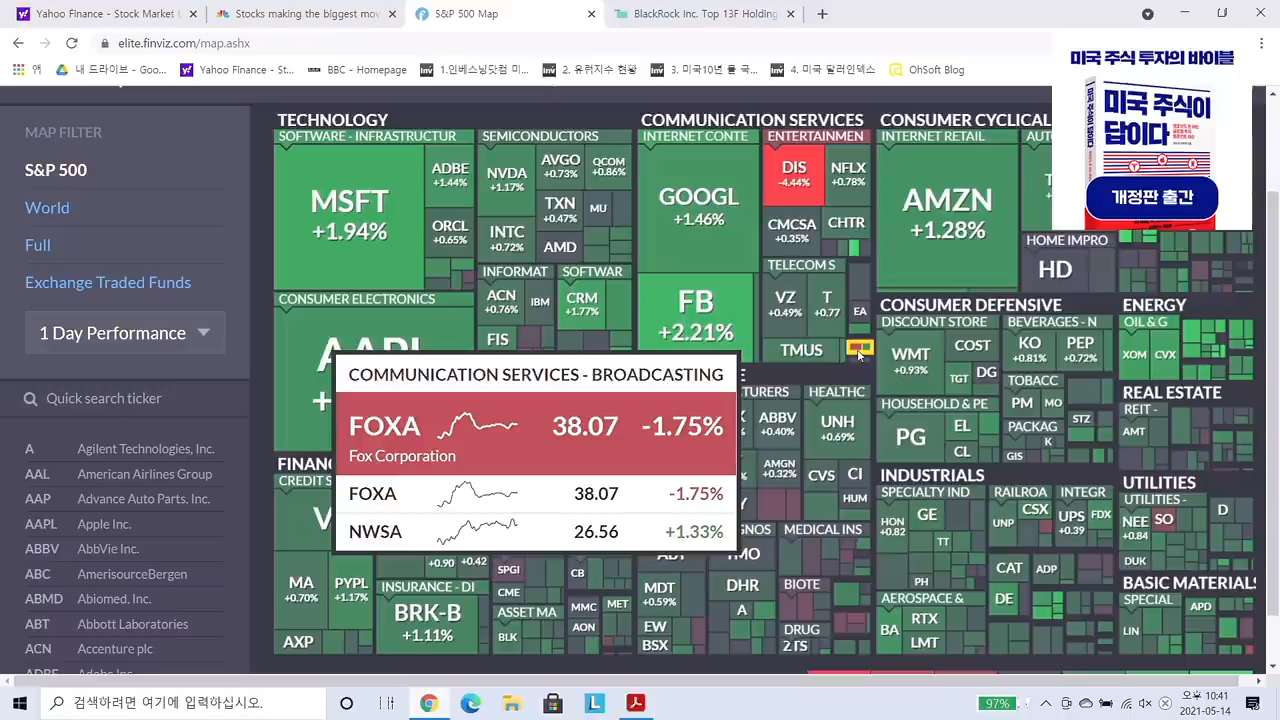 Yahoo Finance - Stock Market
Stocks making the biggest mov
S&P 500 Map
BlackRock Inc. Top 13F Holding
elite.finviz.com/map.ashx
앱
내 드라이브 - Goo...
Yahoo Finance - St...
BBC - Homepage
1.인베스팅닷컴 미...
2. 유럽지수 현황
3. 미국10년 물 국...
4. 미국 달러인덱스
OhSoft Blog
미국 주식 투자의 바이블
미국 주식이
답이다
개정판 출간
MAP FILTER
S&P 500
World
Full
Exchange Traded Funds
1 Day Performance
Quick search ticker
A Agilent Technologies, Inc.
AAL American Airlines Group
AAP Advance Auto Parts, Inc.
AAPL Apple Inc.
ABBV AbbVie Inc.
ABC AmerisourceBergen
ABMD Abiomed, Inc.
ABT Abbott Laboratories
ACN Accenture plc
TECHNOLOGY
SOFTWARE - INFRASTRUCTUR
MICONDUCTORS
MSFT
+1.94%
ADBE
+1.44%
ORCL
+0.65%
NVDA
+1.17%
AVGO
+0.73%
QCOM
+0.86%
TXN
+0.47%
MU
INTC
+0.72%
AMD
CONSUMER ELECTRONICS
AAPL
+
INFORMAT
ACN
+0.76%
IBM
FIS
SOFTWAR
CRM
+1.77%
COMMUNICATION SERVICES
INTERNET CONTE
GOOGL
+1.46%
FB
+2.21%
ENTERTAINMEN
DIS
-4.44%
NFLX
+0.78%
CMCSA
+0.35%
CHTR
TELECOM S
VZ
+0.49%
T
+0.77
EA
TMUS
CONSUMER CYCLICAL
INTERNET RETAIL
AUT
AMZN
+1.28%
T
HOME IMPRO
HD
COMMUNICATION SERVICES - BROADCASTING
FOXA 38.07 -1.75%
Fox Corporation
FOXA 38.07 -1.75%
NWSA 26.56 +1.33%
FINANC
CREDIT S
V
MA
+0.70%
PYPL
+1.17%
AXP
+0.90
+0.42
INSURANCE - DI
BRK-B
+1.11%
SPGI
CME
ASSET MA
BLK
CB
MMC
MET
AON
E
TURERS
ABBV
+0.40%
AMGN
+0.32%
HEALTHC
UNH
+0.69%
CVS
CI
HUM
Y
NOS
MEDICAL INS
ABT
TMO
MDT
+0.59%
DHR
A
EW
BSX
BIOTE
DRUG
ZTS
CONSUMER DEFENSIVE
DISCOUNT STORE
WMT
+0.93%
COST
TGT
DG
BEVERAGES - N
KO
+0.81%
PEP
+0.72%
TOBACC
PM
MO
STZ
HOUSEHOLD & PE
PG
EL
CL
PACKAG
K
GIS
INDUSTRIALS
SPECIALTY IND
HON
+0.82
GE
TT
PH
RAILROA
UNP
CSX
INTEGR
UPS
+0.39
FDX
CAT
ADP
DE
AEROSPACE &
BA
RTX
LMT
ENERGY
OIL & G
XOM
CVX
REAL ESTATE
REIT -
AMT
UTILITIES
UTILITIES -
NEE
+0.84
SO
D
DUK
BASIC MATERIALS
SPECIAL
LIN
APD
검색하려면 여기에 입력하십시오.
97%
오후 10:41
2021-05-14